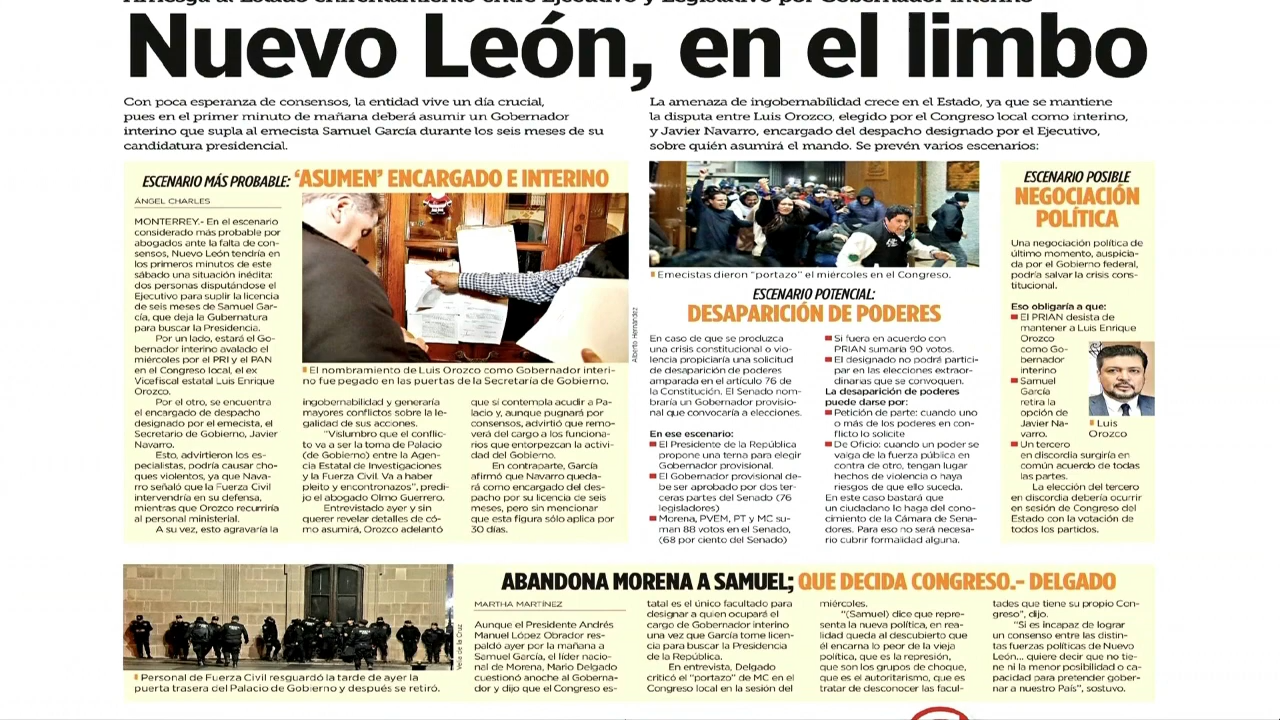 Arriesga al Estado enfrentamiento entre Ejecutivo y Legislativo por Gobernador interino
Nuevo León, en el limbo
Con poca esperanza de consensos, la entidad vive un día crucial,
pues en el primer minuto de mañana deberá asumir un Gobernador
interino que supla al emecista Samuel García durante los seis meses de su
candidatura presidencial.
La amenaza de ingobernabilidad crece en el Estado, ya que se mantiene
la disputa entre Luis Orozco, elegido por el Congreso local como interino,
y Javier Navarro, encargado del despacho designado por el Ejecutivo,
sobre quién asumirá el mando. Se prevén varios escenarios:
ESCENARIO MÁS PROBABLE: 'ASUMEN' ENCARGADO E INTERINO
ÁNGEL CHARLES
MONTERREY.- En el escenario
considerado más probable por
abogados ante la falta de con-
sensos, Nuevo León tendría en
los primeros minutos de este
sábado una situación inédita:
dos personas disputándose el
Ejecutivo para suplir la licencia
de seis meses de Samuel Gar-
cía, que deja la Gubernatura
para buscar la Presidencia.
Por un lado, estará el Go-
bernador interino avalado el
miércoles por el PRI y el PAN
en el Congreso local, el ex
Vicefiscal estatal Luis Enrique
Orozco.
Por el otro, se encuentra
el encargado de despacho
designado por el emecista, el
Secretario de Gobierno, Javier
Navarro.
Esto, advirtieron los es-
pecialistas, podría causar cho-
ques violentos, ya que Nava-
rro señaló que la Fuerza Civil
intervendría en su defensa,
mientras que Orozco recurriría
al personal ministerial.
A su vez, esto agravaría la
El nombramiento de Luis Orozco como Gobernador interi-
no fue pegado en las puertas de la Secretaría de Gobierno.
Alberto Hernández
ingobernabilidad y generaría
mayores conflictos sobre la le-
galidad de sus acciones.
"Vislumbro que el conflic-
to va a ser la toma de Palacio
(de Gobierno) entre la Agen-
cia Estatal de Investigaciones
y la Fuerza Civil. Va a haber
pleito y encontronazos", predi-
jo el abogado Olmo Guerrero.
Entrevistado ayer y sin
querer revelar detalles de có-
mo asumirá, Orozco adelantó
que sí contempla acudir a Pa-
lacio y, aunque pugnará por
consensos, advirtió que remo-
verá del cargo a los funciona-
rios que entorpezcan la activi-
dad del Gobierno.
En contraparte, García
afirmó que Navarro queda-
rá como encargado del des-
pacho por su licencia de seis
meses, pero sin mencionar
que esta figura sólo aplica por
30 días.
Emecistas dieron "portazo" el miércoles en el Congreso.
ESCENARIO POTENCIAL:
DESAPARICIÓN DE PODERES
En caso de que se produzca
una crisis constitucional o vio-
lencia propiciaría una solicitud
de desaparición de poderes
amparada en el artículo 76 de
la Constitución. El Senado nom-
braría un Gobernador provisio-
nal que convocaría a elecciones.
En ese escenario:
El Presidente de la República
propone una terna para elegir
Gobernador provisional.
El Gobernador provisional de-
be ser aprobado por dos ter-
ceras partes del Senado (76
legisladores)
Morena, PVEM, PT y MC su-
man 88 votos en el Senado,
(68 por ciento del Senado)
Si fuera en acuerdo con
PRIAN sumaría 90 votos.
El designado no podrá partici-
par en las elecciones extraor-
dinarias que se convoquen.
La desaparición de poderes
puede darse por:
Petición de parte: cuando uno
o más de los poderes en con-
flicto lo solicite
De Oficio: cuando un poder se
valga de la fuerza pública en
contra de otro, tengan lugar
hechos de violencia o haya
riesgos de que ello suceda.
En este caso bastará que
un ciudadano lo haga del cono-
cimiento de la Cámara de Sena-
dores. Para eso no será necesa-
rio cubrir formalidad alguna.
ESCENARIO POSIBLE
NEGOCIACIÓN
POLÍTICA
Una negociación política de
último momento, auspicia-
da por el Gobierno federal,
podría salvar la crisis cons-
titucional.
Eso obligaría a que:
El PRIAN desista de
mantener a Luis Enrique
Orozco
como Go-
bernador
interino
Samuel
García
retira la
opción de
Javier Na-
varro.
Un tercero
en discordia surgiría en
común acuerdo de todas
las partes.
La elección del tercero
en discordia debería ocurrir
en sesión de Congreso del
Estado con la votación de
todos los partidos.
Luis
Orozco
Personal de Fuerza Civil resguardó la tarde de ayer la
puerta trasera del Palacio de Gobierno y después se retiró.
ABANDONA MORENA A SAMUEL; QUE DECIDA CONGRESO.- DELGADO
MARTHA MARTÍNEZ
Aunque el Presidente Andrés
Manuel López Obrador res-
paldó ayer por la mañana a
Samuel García, el líder nacio-
nal de Morena, Mario Delgado
cuestionó anoche al Goberna-
dor y dijo que el Congreso es-
tatal es el único facultado para
designar a quien ocupará el
cargo de Gobernador interino
una vez que García tome licen-
cia para buscar la Presidencia
de la República.
En entrevista, Delgado
criticó el "portazo" de MC en el
Congreso local en la sesión del
miércoles.
"(Samuel) dice que repre-
senta la nueva política, en rea-
lidad queda al descubierto que
él encarna lo peor de la vieja
política, que es la represión,
que son los grupos de choque,
que es el autoritarismo, que es
tratar de desconocer las facul-
tades que tiene su propio Con-
greso", dijo.
"Si es incapaz de lograr
un consenso entre las distin-
tas fuerzas políticas de Nuevo
León... quiere decir que no tie-
ne ni la menor posibilidad o ca-
pacidad para pretender gober-
nar a nuestro País", sostuvo.